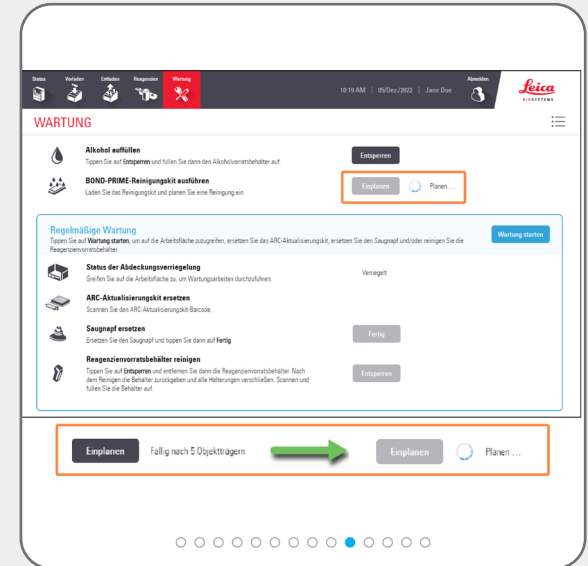 Status Vorladen Entladen Reagenzien Wartung
10:19 AM | 05/Dez./2022 | Jane Doe
Abmelden
Leica
BIOSYSTEMS
WARTUNG
Alkohol auffüllen
Tippen Sie auf Entsperren und füllen Sie dann den Alkoholvorratsbehälter auf.
Entsperren
BOND-PRIME-Reinigungskit ausführen
Laden Sie das Reinigungskit und planen Sie eine Reinigung ein.
Einplanen Planen ...
Regelmäßige Wartung
Tippen Sie auf Wartung starten, um auf die Arbeitsfläche zuzugreifen, ersetzen Sie das ARC-Aktualisierungskit, ersetzen Sie den Saugnapf und/oder reinigen Sie die
Reagenzienvorratsbehälter.
Wartung starten
Status der Abdeckungsverriegelung
Greifen Sie auf die Arbeitsfläche zu, um Wartungsarbeiten durchzuführen.
Verriegelt
ARC-Aktualisierungskit ersetzen
Scannen Sie den ARC-Aktualisierungskit-Barcode.
Saugnapf ersetzen
Ersetzen Sie den Saugnapf und tippen Sie dann auf Fertig
Fertig
Reagenzienvorratsbehälter reinigen
Tippen Sie auf Entsperren und entfernen Sie dann die Reagenzienvorratsbehälter. Nach
dem Reinigen die Behälter zurückgeben und alle Halterungen verschließen. Scannen und
füllen Sie die Behälter auf.
Entsperren
Einplanen Fällig nach 5 Objektträgern Einplanen Planen ...